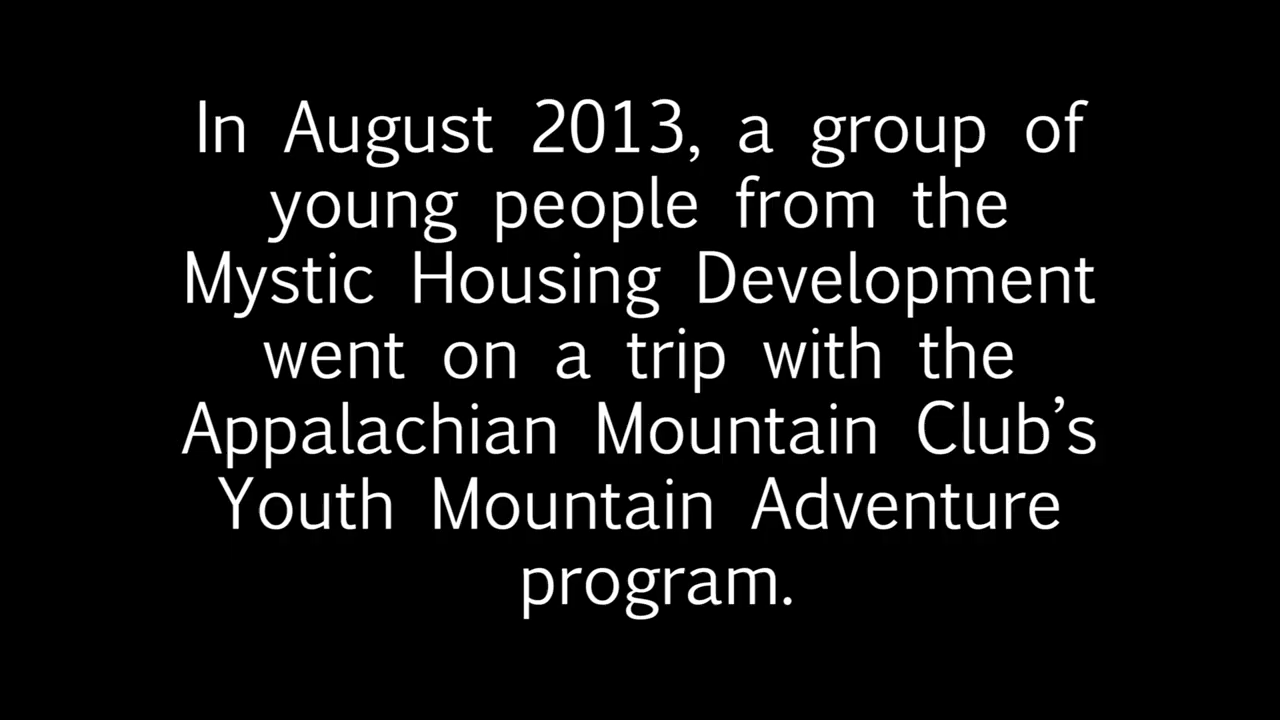 In August 2013, a group of
young people from the
Mystic Housing Development
went on a trip with the
Appalachian Mountain Club’s
Youth Mountain Adventure
program.